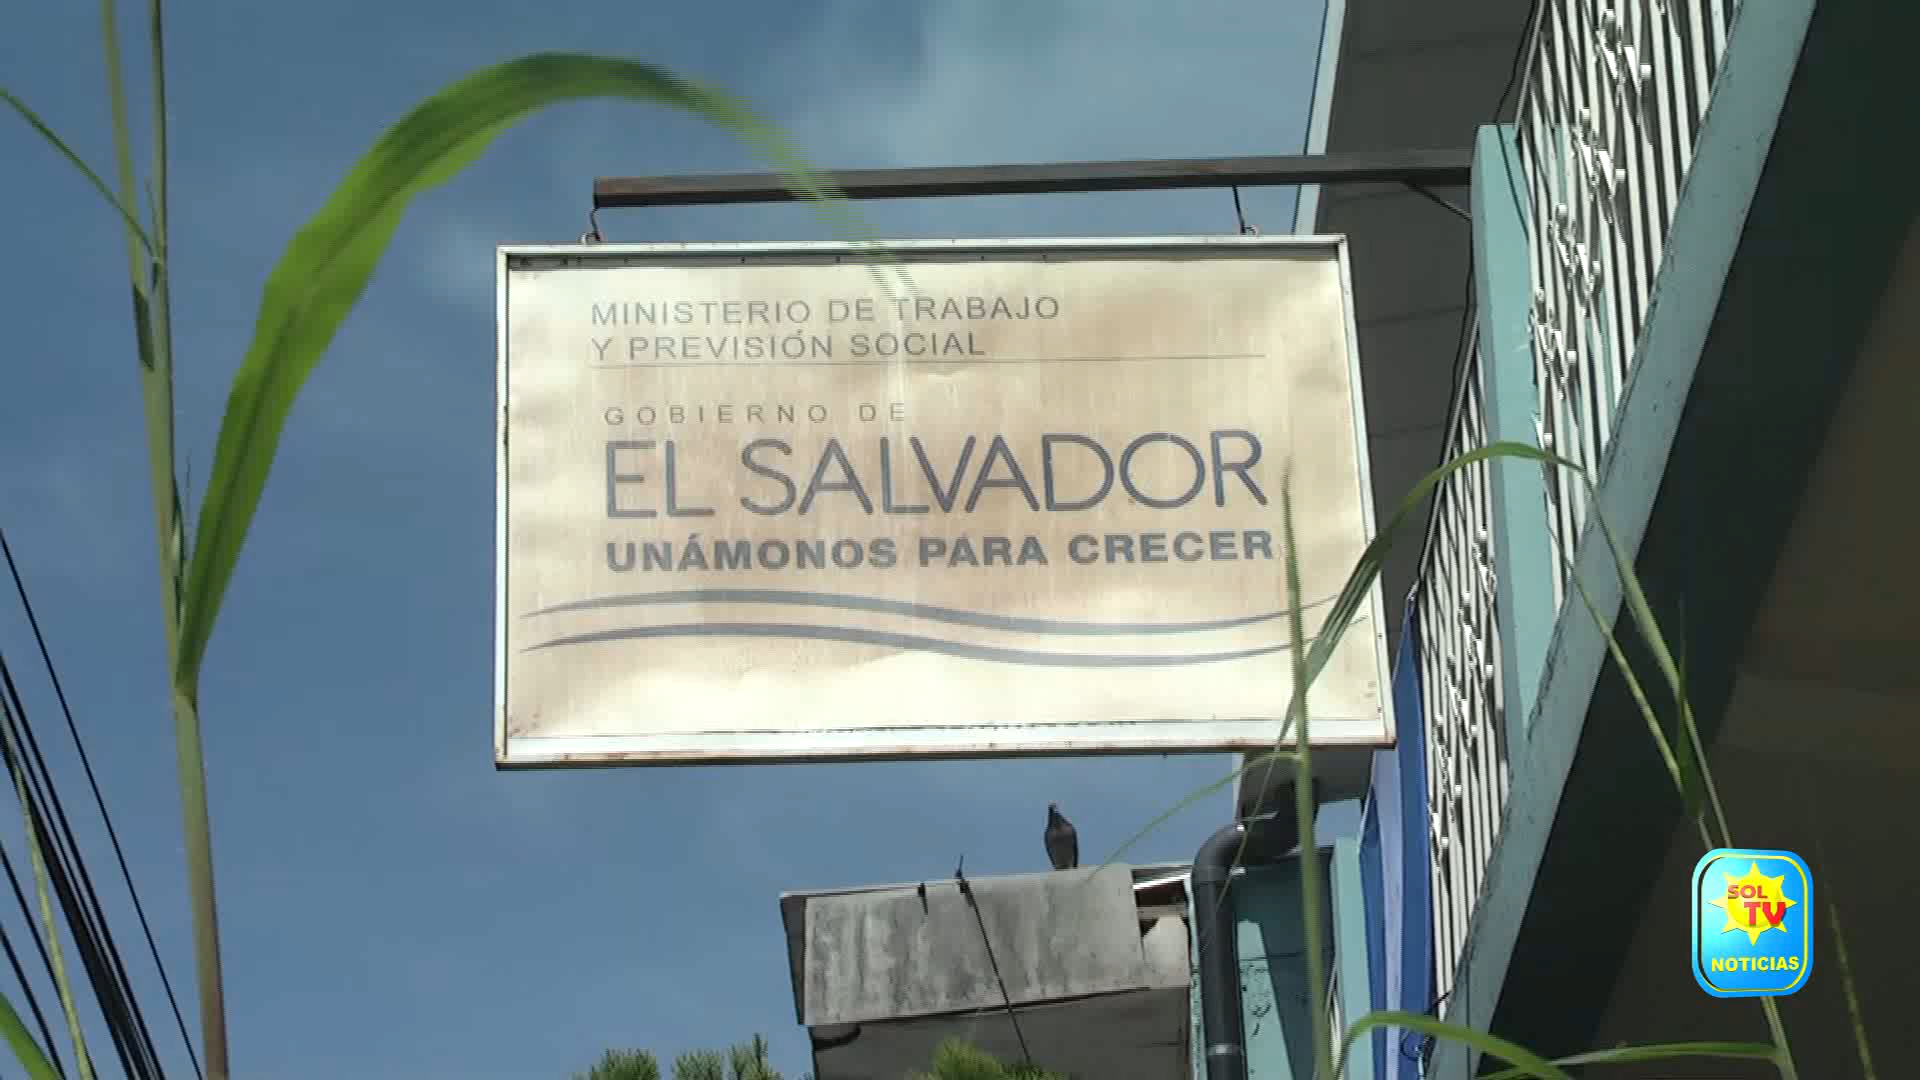 MINISTERIO DE TRABAJO
Y PREVISIÓN SOCIAL
GOBIERNO DE
EL SALVADOR
UNÁMONOS PARA CRECER
SOL
TV
NOTICIAS